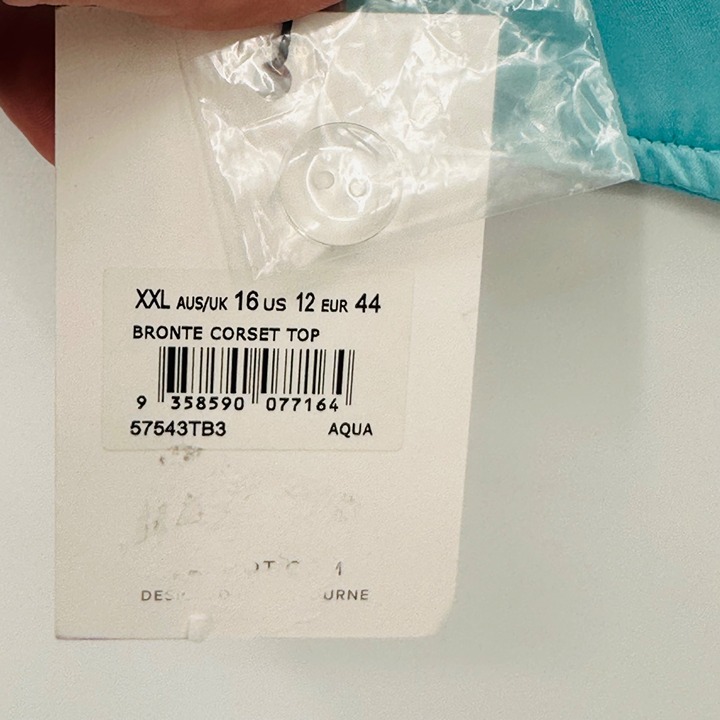 XXL AUS/UK 16 US 12 EUR 44
BRONTE CORSET TOP
9 358590 077164
57543TB3 AQUA